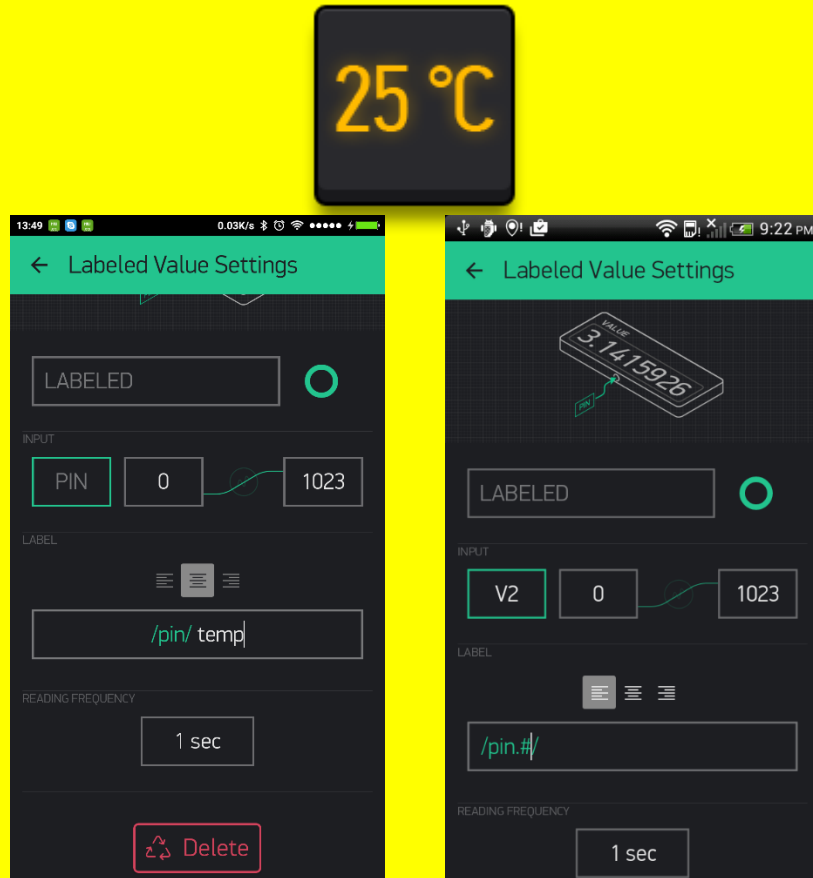 25 °C
13:49
0.03K/s
Labeled Value Settings
LABELED
INPUT
PIN
0
1023
LABEL
/pin/ temp
READING FREQUENCY
1 sec
Delete
9:22 PM
Labeled Value Settings
VALUE
3.1415926
PIN
LABELED
INPUT
V2
0
1023
LABEL
/pin.#/
READING FREQUENCY
1 sec